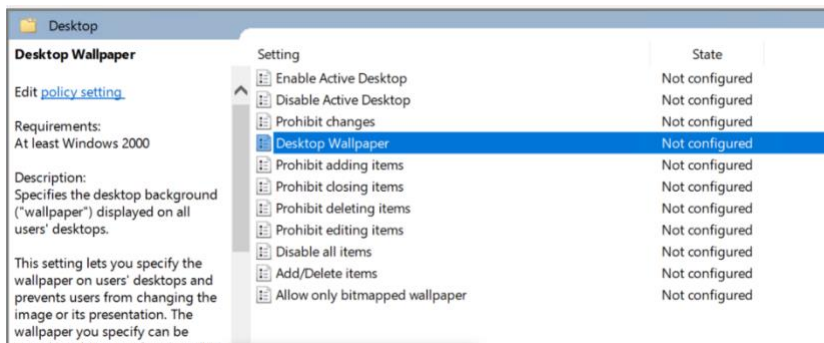 Desktop
Desktop Wallpaper
Edit policy setting
Requirements:
At least Windows 2000
Description:
Specifies the desktop background
("wallpaper") displayed on all
users' desktops.
This setting lets you specify the
wallpaper on users' desktops and
prevents users from changing the
image or its presentation. The
wallpaper you specify can be
Setting State
Enable Active Desktop Not configured
Disable Active Desktop Not configured
Prohibit changes Not configured
Desktop Wallpaper Not configured
Prohibit adding items Not configured
Prohibit closing items Not configured
Prohibit deleting items Not configured
Prohibit editing items Not configured
Disable all items Not configured
Add/Delete items Not configured
Allow only bitmapped wallpaper Not configured